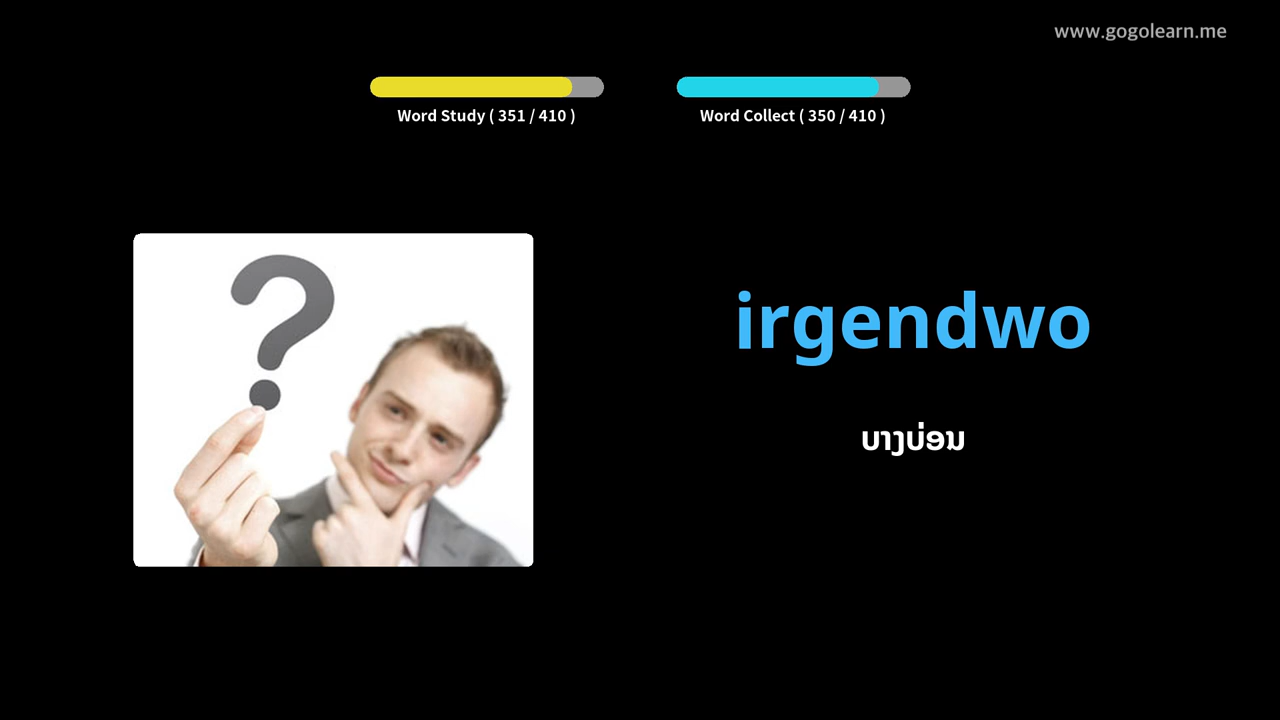 www.gogolearn.me
Word Study ( 351 / 410 )
Word Collect ( 350 / 410 )
?
irgendwo
ບາງບ່ອນ